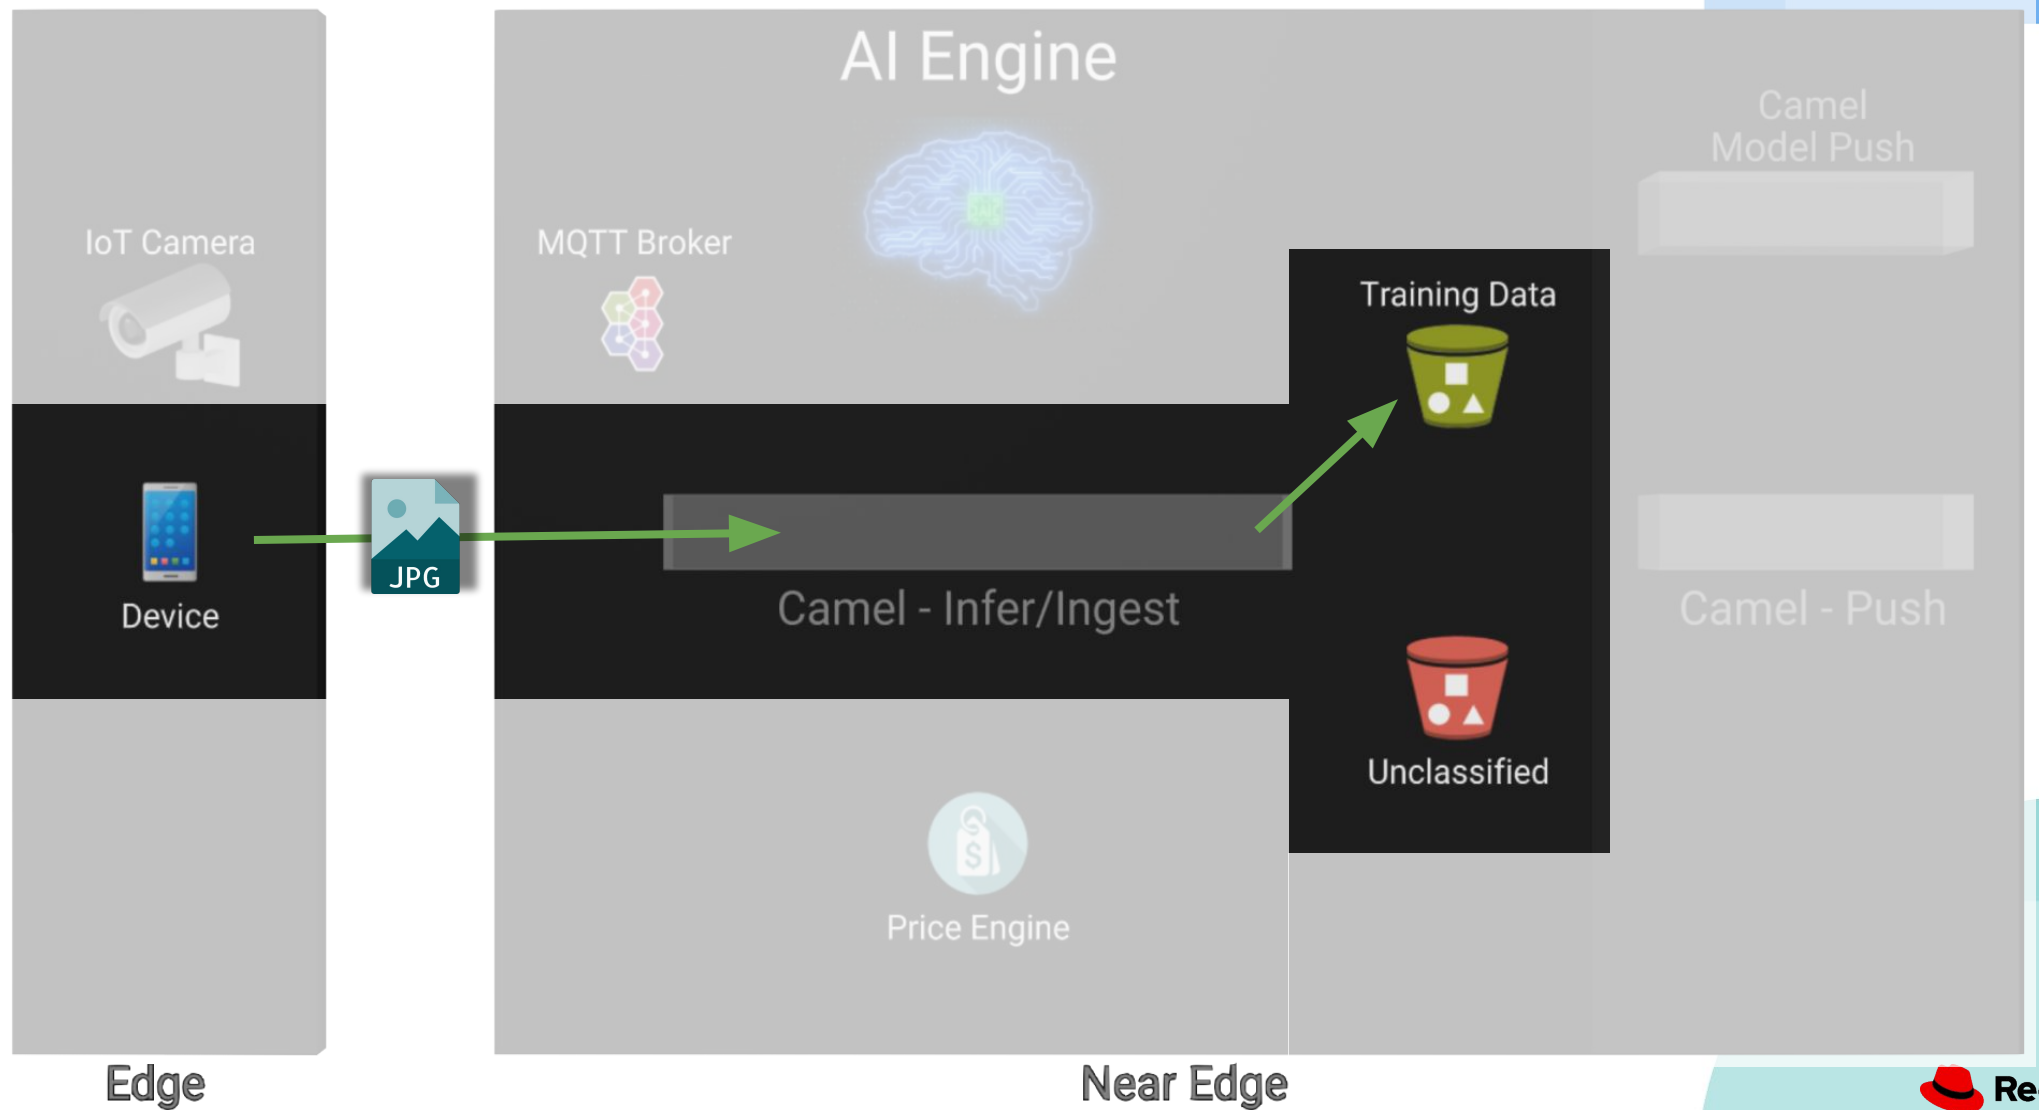 AI Engine
Camel
Model Push
IoT Camera
MQTT Broker
Training Data
JPG
Device
Camel - Infer/Ingest
Camel - Push
Unclassified
$
Price Engine
Edge
Near Edge